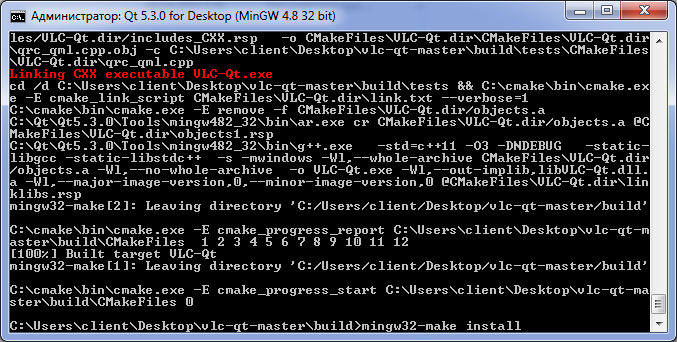 Администратор: Qt 5.3.0 for Desktop (MinGW 4.8 32 bit)
les/VLC-Qt.dir/includes_CXX.rsp   -o CMakeFiles\VLC-Qt.dir\CMakeFiles\VLC-Qt.dir
\qrc_qml.cpp.obj -c C:\Users\client\Desktop\vlc-qt-master\build\tests\CMakeFiles
\VLC-Qt.dir\qrc_qml.cpp
Linking CXX executable VLC-Qt.exe
cd /d C:\Users\client\Desktop\vlc-qt-master\build\tests && C:\cmake\bin\cmake.ex
e -E cmake_link_script CMakeFiles\VLC-Qt.dir\link.txt --verbose=1
C:\cmake\bin\cmake.exe -E remove -f CMakeFiles\VLC-Qt.dir/objects.a
C:\Qt\Qt5.3.0\Tools\mingw482_32\bin\ar.exe cr CMakeFiles\VLC-Qt.dir/objects.a @C
MakeFiles\VLC-Qt.dir\objects1.rsp
C:\Qt\Qt5.3.0\Tools\mingw482_32\bin\g++.exe   -std=c++11 -O3 -DNDEBUG   -static-
libgcc -static-libstdc++  -s -mwindows -Wl,--whole-archive CMakeFiles\VLC-Qt.dir
/objects.a -Wl,--no-whole-archive  -o VLC-Qt.exe -Wl,--out-implib,libVLC-Qt.dll.
a -Wl,--major-image-version,0,--minor-image-version,0 @CMakeFiles\VLC-Qt.dir\lin
klibs.rsp
mingw32-make[2]: Leaving directory 'C:/Users/client/Desktop/vlc-qt-master/build'
C:\cmake\bin\cmake.exe -E cmake_progress_report C:\Users\client\Desktop\vlc-qt-m
aster\build\CMakeFiles  1 2 3 4 5 6 7 8 9 10 11 12
[100%] Built target VLC-Qt
mingw32-make[1]: Leaving directory 'C:/Users/client/Desktop/vlc-qt-master/build'
C:\cmake\bin\cmake.exe -E cmake_progress_start C:\Users\client\Desktop\vlc-qt-ma
ster\build\CMakeFiles 0
C:\Users\client\Desktop\vlc-qt-master\build>mingw32-make install